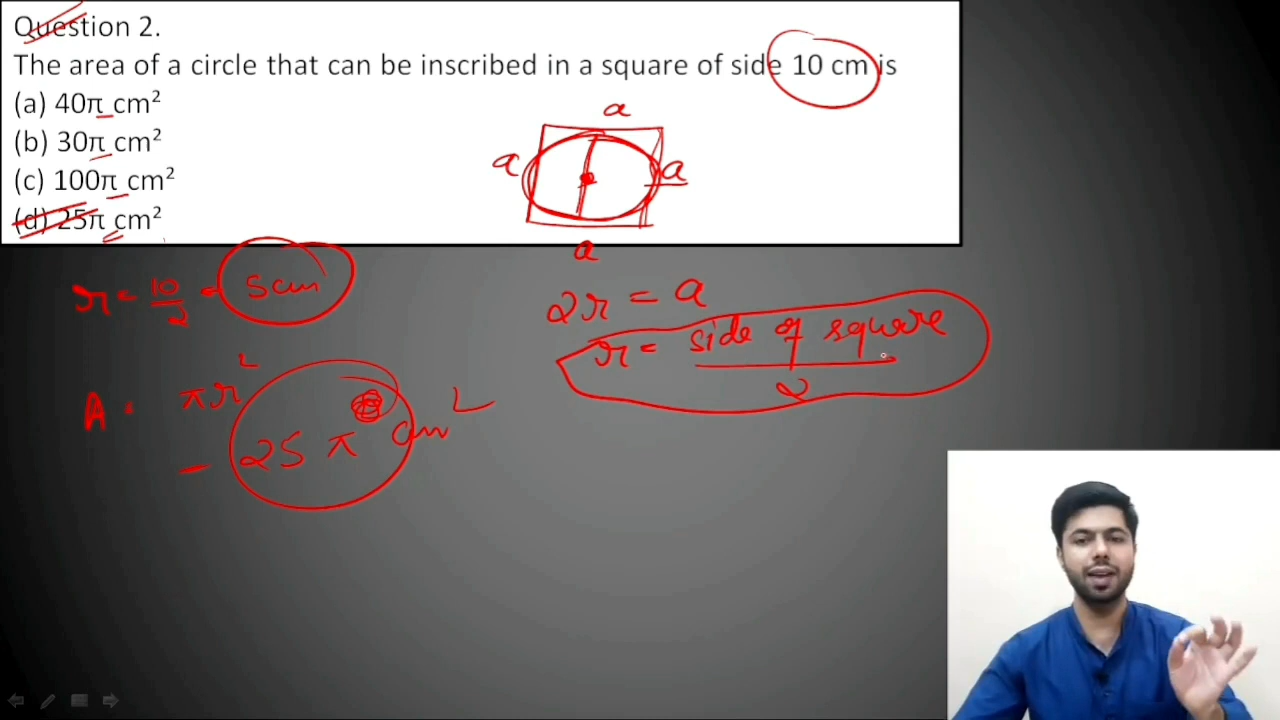 Question 2.
The area of a circle that can be inscribed in a square of side 10 cm is
(a) 40π cm²
(b) 30π cm²
(c) 100π cm²
(d) 25π cm²
a
a
a
a
r = 10/2 = 5cm
2r = a
r = side of square / 2
A = πr²
= 25 π cm²